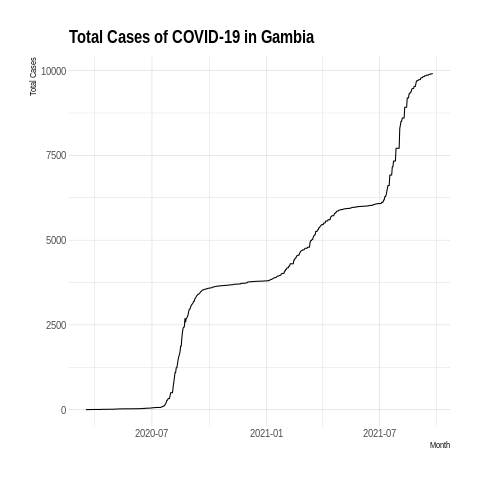 Total Cases of COVID-19 in Gambia
Total Cases
10000
7500
5000
2500
0
2020-07
2021-01
2021-07
Month